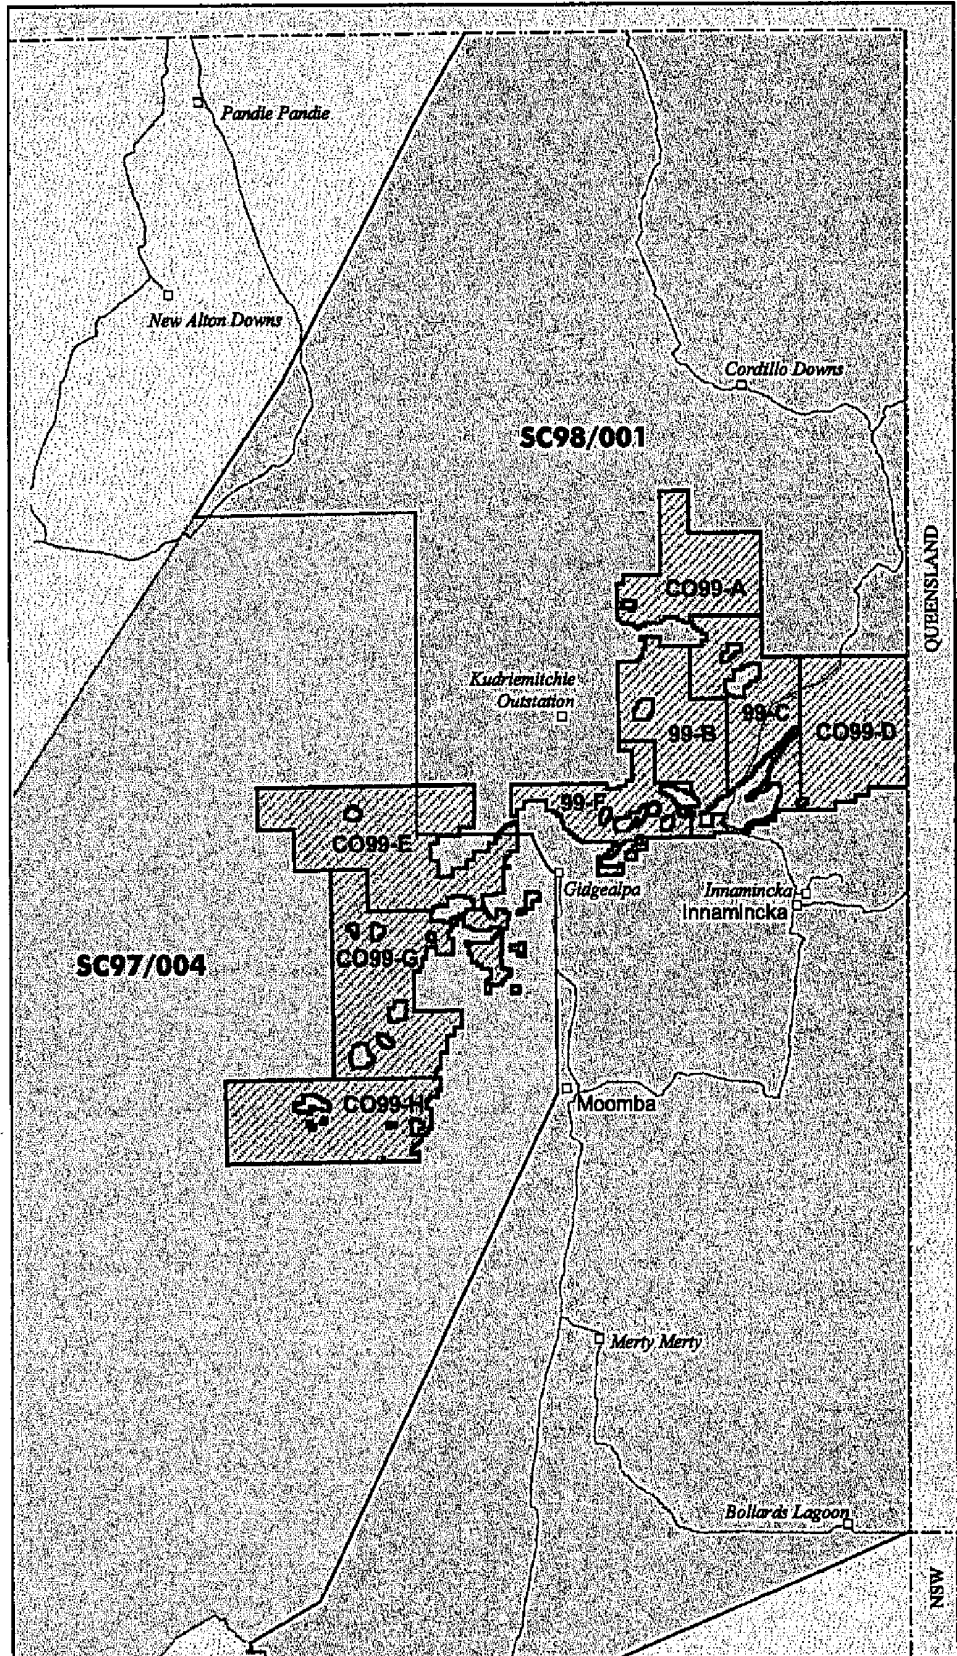 Pandie Pandie
New Alton Downs
Cordillo Downs
SC98/001
QUEENSLAND
CO99-A
Kudriemitchie
Outstation
99-B
99-C
CO99-D
99-F
CO99-E
Gidgealpa
Innamincka
Innamincka
CO99-G
SC97/004
CO99-H
Moomba
Merty Merty
Bollards Lagoon
NSW